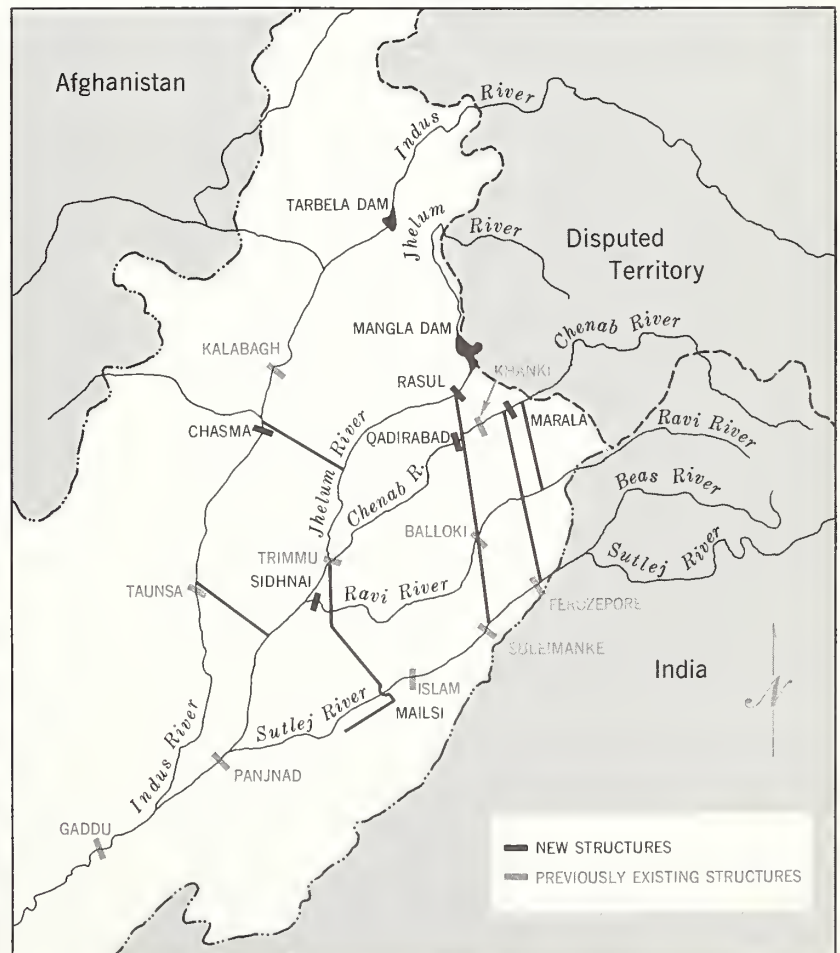 Afghanistan
Indus River
TARBELA DAM
Jhelum River
Disputed
Territory
MANGLA DAM
Chenab River
KALABAGH
KHANKI
RASUL
MARALA
Ravi River
CHASMA
QADIRABAD
Jhelum River
Chenab R.
Beas River
BALLOKI
Sutlej River
TRIMMU
SIDHNAI
TAUNSA
Ravi River
FEROZEPORE
SULEIMANKE
India
N
ISLAM
MAILSI
Sutlej River
Indus River
PANJNAD
GADDU
NEW STRUCTURES
PREVIOUSLY EXISTING STRUCTURES